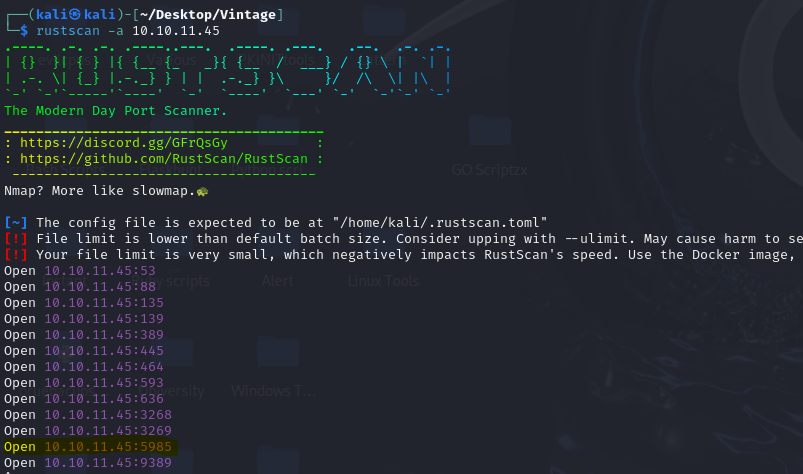 ┌──(kali㉿kali)-[~/Desktop/Vintage]
└─$ rustscan -a 10.10.11.45
.----. .-. .-. .----..---.  .----. .---.   .--.  .-. .-.
| {}  }| { } |{ {__ {_   _}{ {__  /  ___} / {} \ |  `| |
| .-. \| {_} |.-._} } | |  .-._} }\     }/  /\  \| |\  |
`-' `-'`-----'`----'  `-'  `----'  `---' `-'  `-'`-' `-'
The Modern Day Port Scanner.
________________________________________
: https://discord.gg/GFrQsGy           :
: https://github.com/RustScan/RustScan :
 --------------------------------------
Nmap? More like slowmap.🐢
GO Scriptzx
[~] The config file is expected to be at "/home/kali/.rustscan.toml"
[!] File limit is lower than default batch size. Consider upping with --ulimit. May cause harm to se
[!] Your file limit is very small, which negatively impacts RustScan's speed. Use the Docker image,
Open 10.10.11.45:53
Open 10.10.11.45:88
scripts Alert Linux Tools
Open 10.10.11.45:135
Open 10.10.11.45:139
Open 10.10.11.45:389
Open 10.10.11.45:445
Open 10.10.11.45:464
Open 10.10.11.45:593
Open 10.10.11.45:636
University Windows T...
Open 10.10.11.45:3268
Open 10.10.11.45:3269
Open 10.10.11.45:5985
Open 10.10.11.45:9389